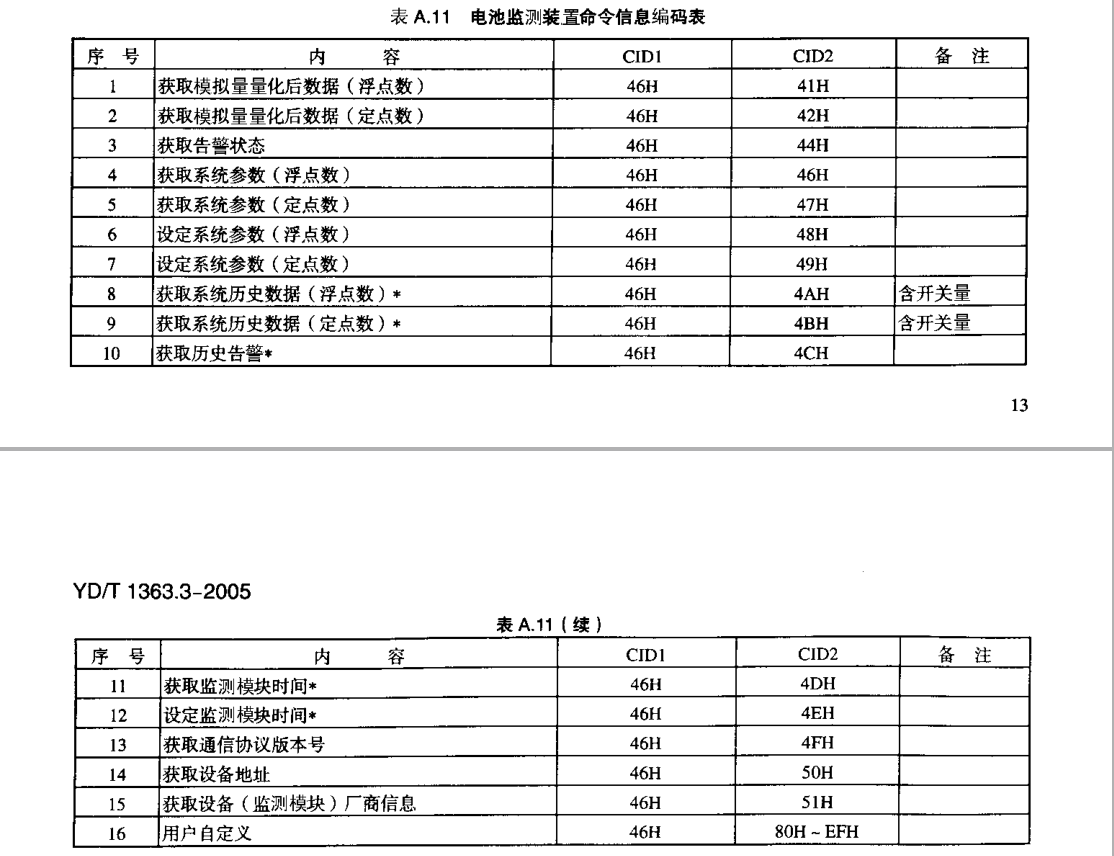 表 A.11 电池监测装置命令信息编码表
序 号 内 容 CID1 CID2 备 注
1 获取模拟量量化后数据（浮点数） 46H 41H
2 获取模拟量量化后数据（定点数） 46H 42H
3 获取告警状态 46H 44H
4 获取系统参数（浮点数） 46H 46H
5 获取系统参数（定点数） 46H 47H
6 设定系统参数（浮点数） 46H 48H
7 设定系统参数（定点数） 46H 49H
8 获取系统历史数据（浮点数）* 46H 4AH 含开关量
9 获取系统历史数据（定点数）* 46H 4BH 含开关量
10 获取历史告警* 46H 4CH
13
YD/T 1363.3-2005
表 A.11（续）
序 号 内 容 CID1 CID2 备 注
11 获取监测模块时间* 46H 4DH
12 设定监测模块时间* 46H 4EH
13 获取通信协议版本号 46H 4FH
14 获取设备地址 46H 50H
15 获取设备（监测模块）厂商信息 46H 51H
16 用户自定义 46H 80H ~ EFH